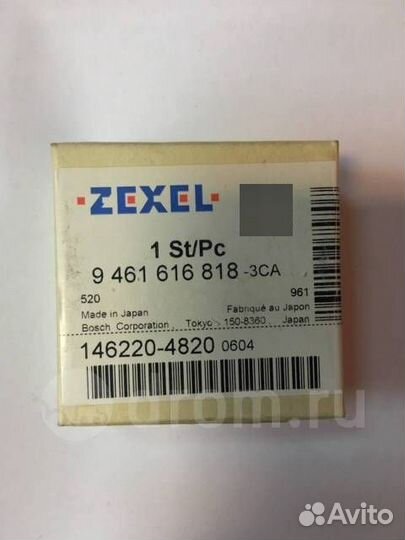 ZEXEL
1 St/Pc
9 461 616 818 -3CA
520 961
Made in Japan Fabriqué au Japon
Bosch Corporation, Tokyo 150-8360 Japan
146220-4820 0604
drom.ru
Avito